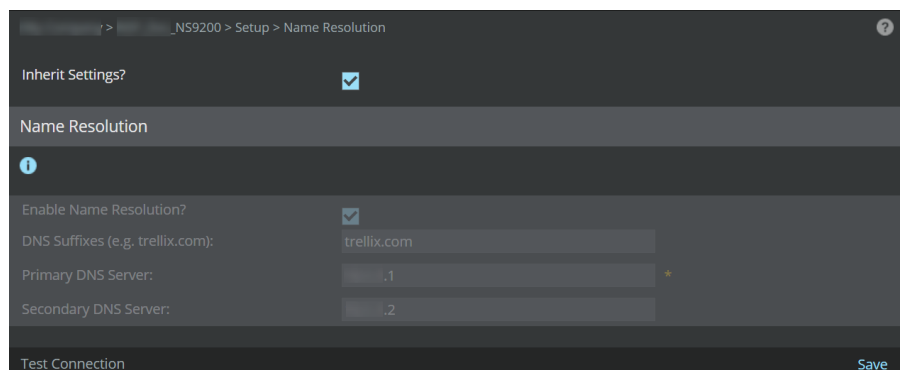 > _NS9200 > Setup > Name Resolution ?
Inherit Settings?
Name Resolution
i
Enable Name Resolution?
DNS Suffixes (e.g. trellix.com): trellix.com
Primary DNS Server: .1 *
Secondary DNS Server: .2
Test Connection Save